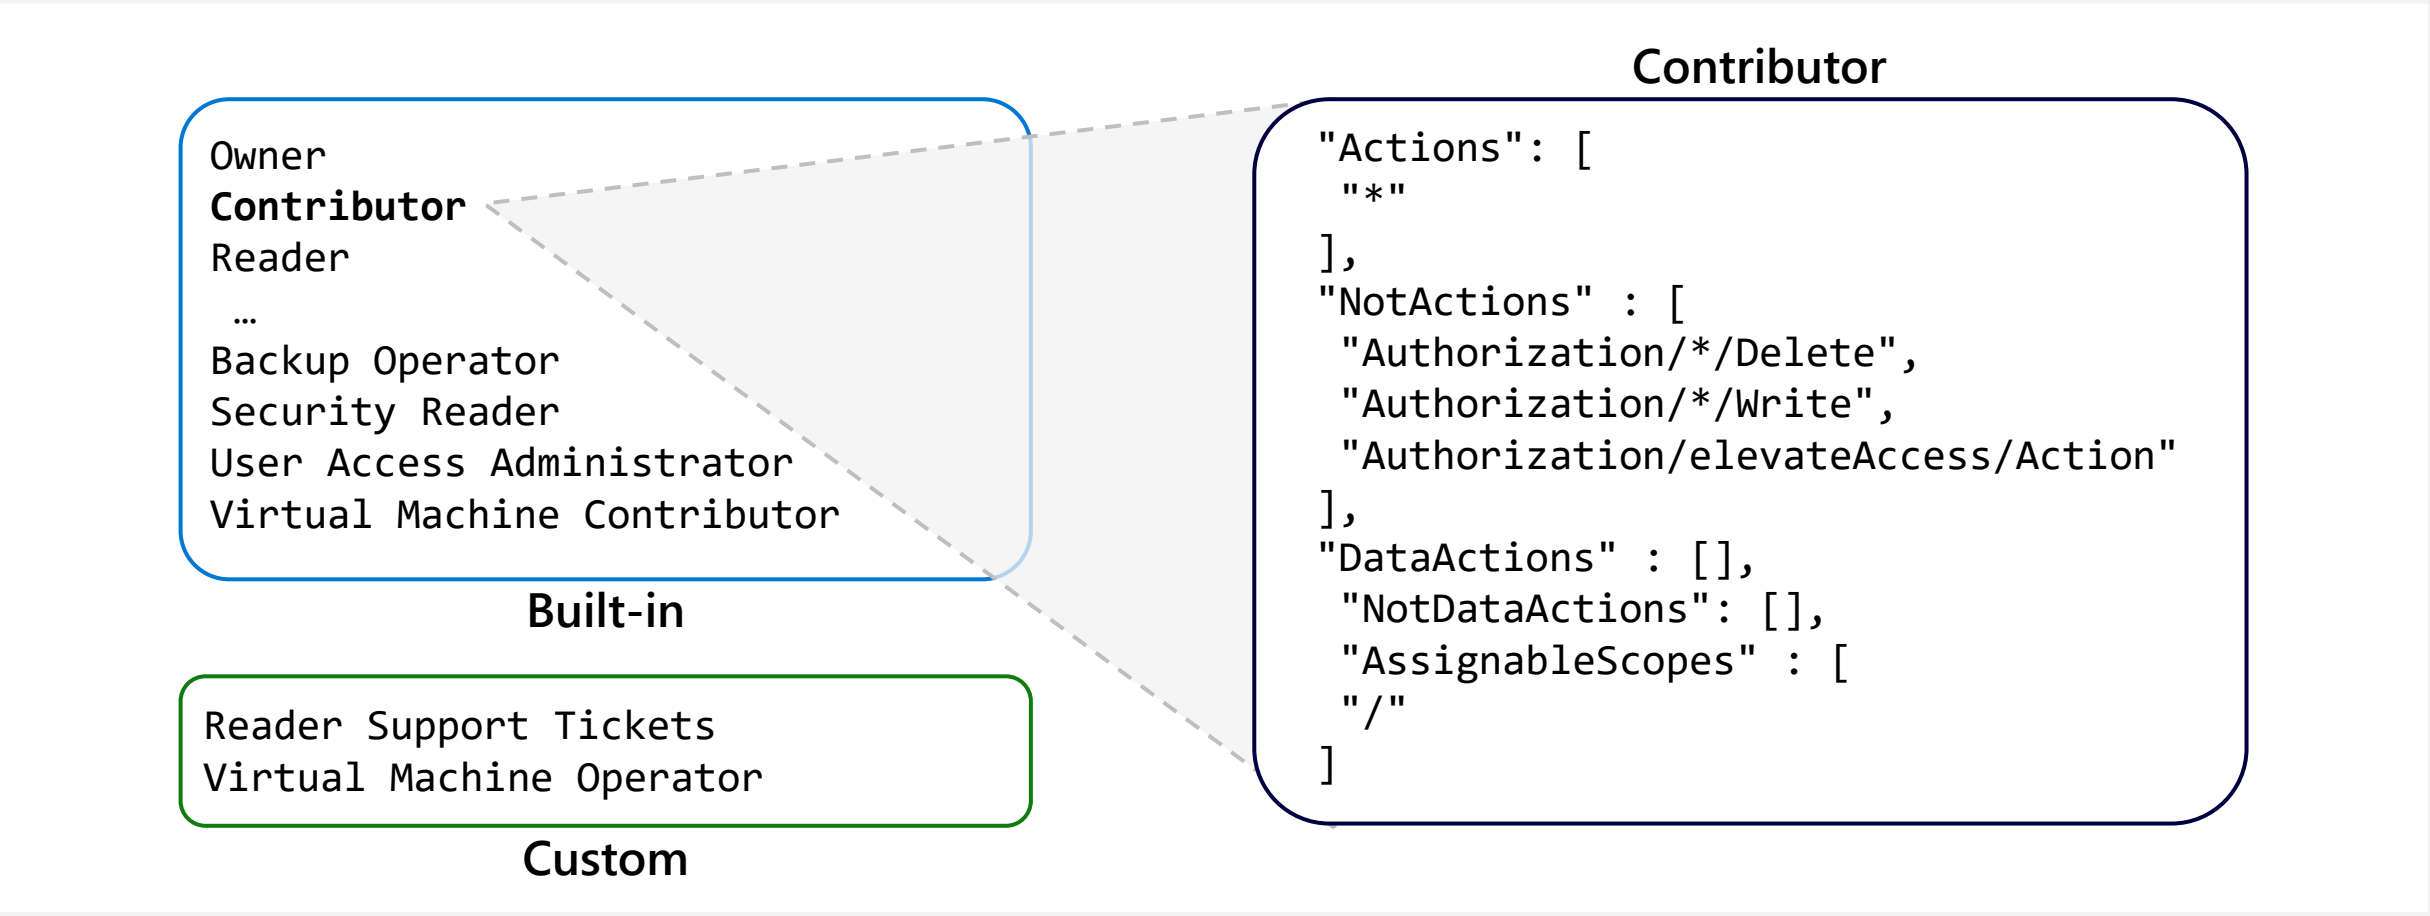 Owner
Contributor
Reader
…
Backup Operator
Security Reader
User Access Administrator
Virtual Machine Contributor
Built-in
Reader Support Tickets
Virtual Machine Operator
Custom
Contributor
"Actions": [
"*"
],
"NotActions" : [
"Authorization/*/Delete",
"Authorization/*/Write",
"Authorization/elevateAccess/Action"
],
"DataActions" : [],
"NotDataActions": [],
"AssignableScopes" : [
"/"
]